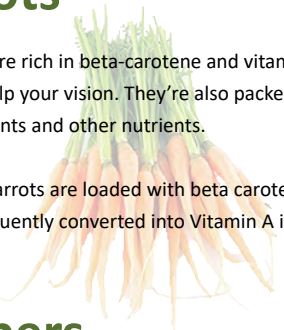 ots
re rich in beta-carotene and vitam
lp your vision. They’re also packe
nts and other nutrients.
arrots are loaded with beta carote
uently converted into Vitamin A i
bers